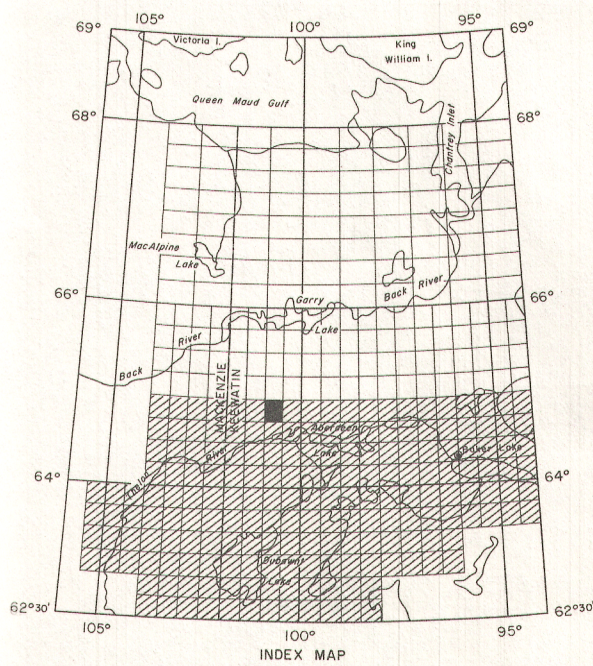 105° 100° 95°
69° 69°
Victoria I. King
William I.
Queen Maud Gulf
68° 68°
Chantrey Inlet
MacAlpine
Lake
Back River
66° 66°
Garry
Lake
Back River
MACKENZIE
KEEWATIN
Aberdeen
Lake
Thelon River
Baker Lake
64° 64°
Dubawnt
Lake
62°30' 62°30'
105° 100° 95°
INDEX MAP